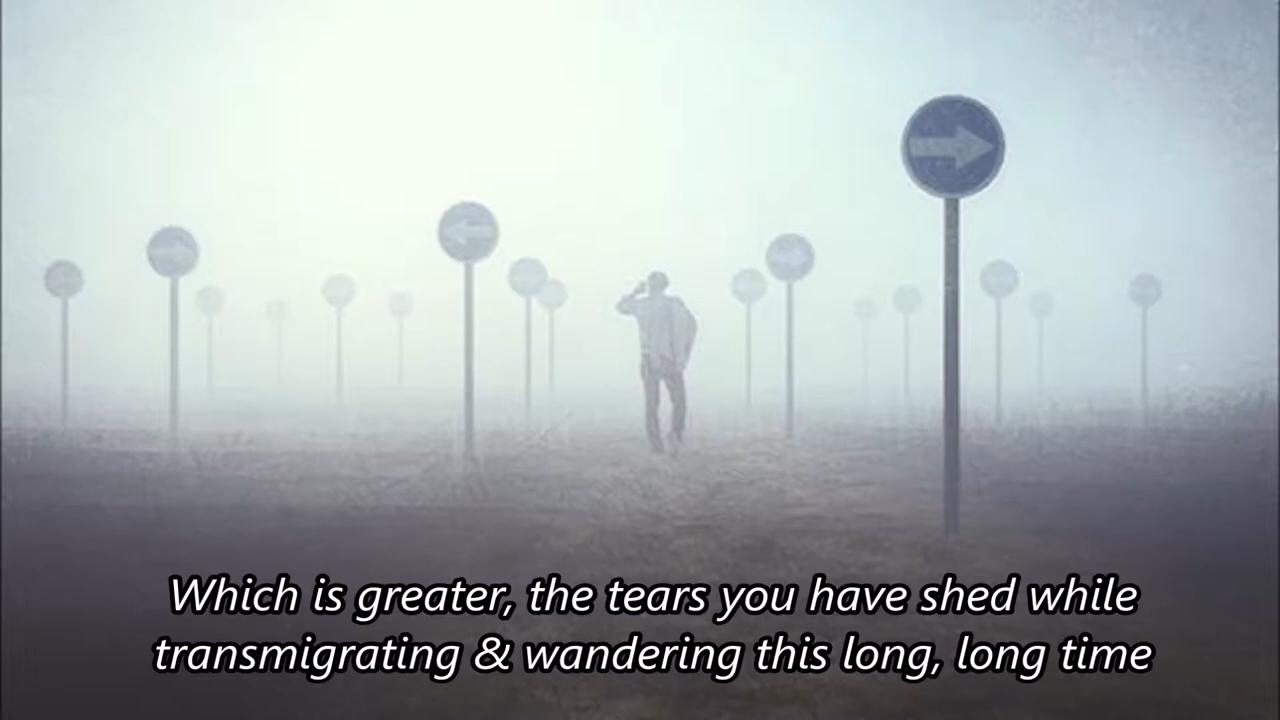 Which is greater, the tears you have shed while
transmigrating & wandering this long, long time